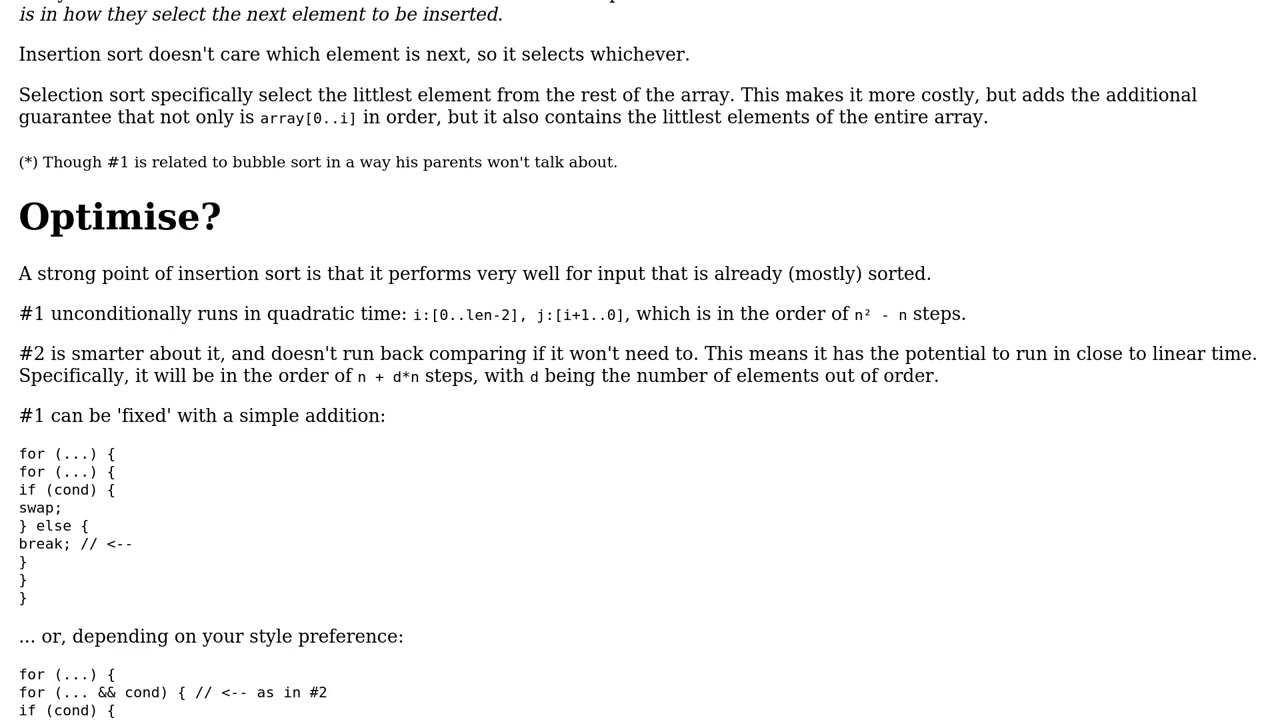 is in how they select the next element to be inserted.
Insertion sort doesn't care which element is next, so it selects whichever.
Selection sort specifically select the littlest element from the rest of the array. This makes it more costly, but adds the additional
guarantee that not only is array[0..i] in order, but it also contains the littlest elements of the entire array.
(*) Though #1 is related to bubble sort in a way his parents won't talk about.
Optimise?
A strong point of insertion sort is that it performs very well for input that is already (mostly) sorted.
#1 unconditionally runs in quadratic time: i:[0..len-2], j:[i+1..0], which is in the order of n² - n steps.
#2 is smarter about it, and doesn't run back comparing if it won't need to. This means it has the potential to run in close to linear time.
Specifically, it will be in the order of n + d*n steps, with d being the number of elements out of order.
#1 can be 'fixed' with a simple addition:
for (...) {
for (...) {
if (cond) {
swap;
} else {
break; // <--
}
}
}
... or, depending on your style preference:
for (...) {
for (... && cond) { // <-- as in #2
if (cond) {